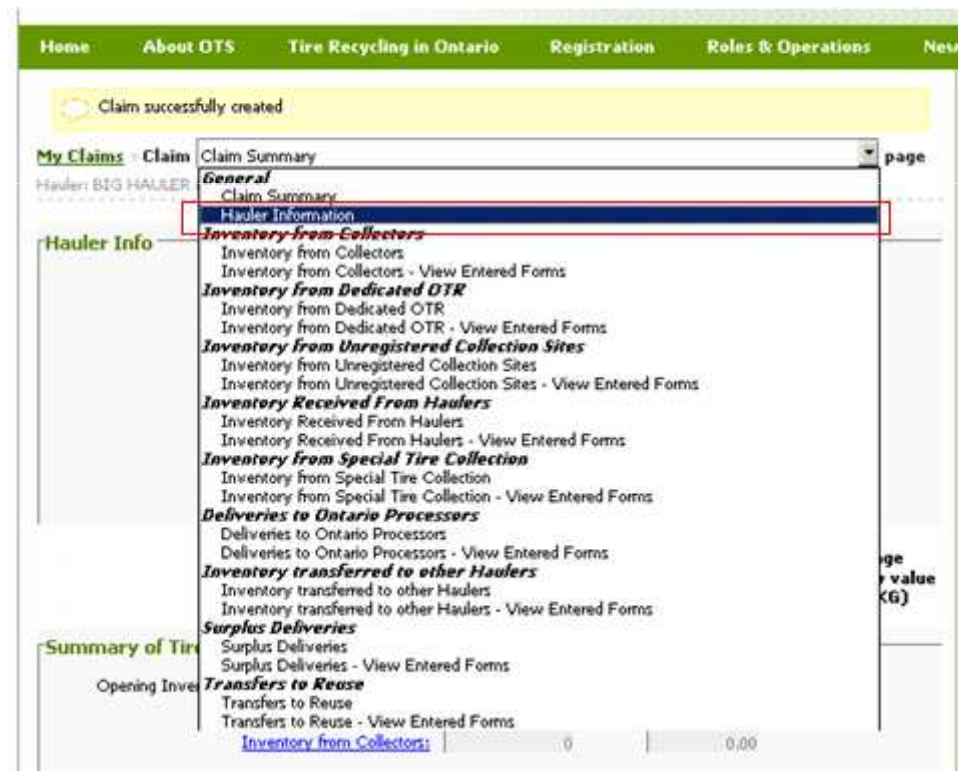 Home About OTS Tire Recycling in Ontario Registration Roles & Operations
Claim successfully created
My Claims Claim Claim Summary page
Hauler: BIG HAULER
General
Claim Summary
Hauler Information
Hauler Info
Inventory from Collectors
Inventory from Collectors
Inventory from Collectors - View Entered Forms
Inventory from Dedicated OTR
Inventory from Dedicated OTR
Inventory from Dedicated OTR - View Entered Forms
Inventory from Unregistered Collection Sites
Inventory from Unregistered Collection Sites
Inventory from Unregistered Collection Sites - View Entered Forms
Inventory Received From Haulers
Inventory Received From Haulers
Inventory Received From Haulers - View Entered Forms
Inventory from Special Tire Collection
Inventory from Special Tire Collection
Inventory from Special Tire Collection - View Entered Forms
Deliveries to Ontario Processors
Deliveries to Ontario Processors
Deliveries to Ontario Processors - View Entered Forms
Inventory transferred to other Haulers
Inventory transferred to other Haulers
Inventory transferred to other Haulers - View Entered Forms
value
KG)
Surplus Deliveries
Surplus Deliveries
Surplus Deliveries - View Entered Forms
Summary of
Opening
Transfers to Reuse
Transfers to Reuse
Transfers to Reuse - View Entered Forms
Inventory from Collectors: 0 0.00